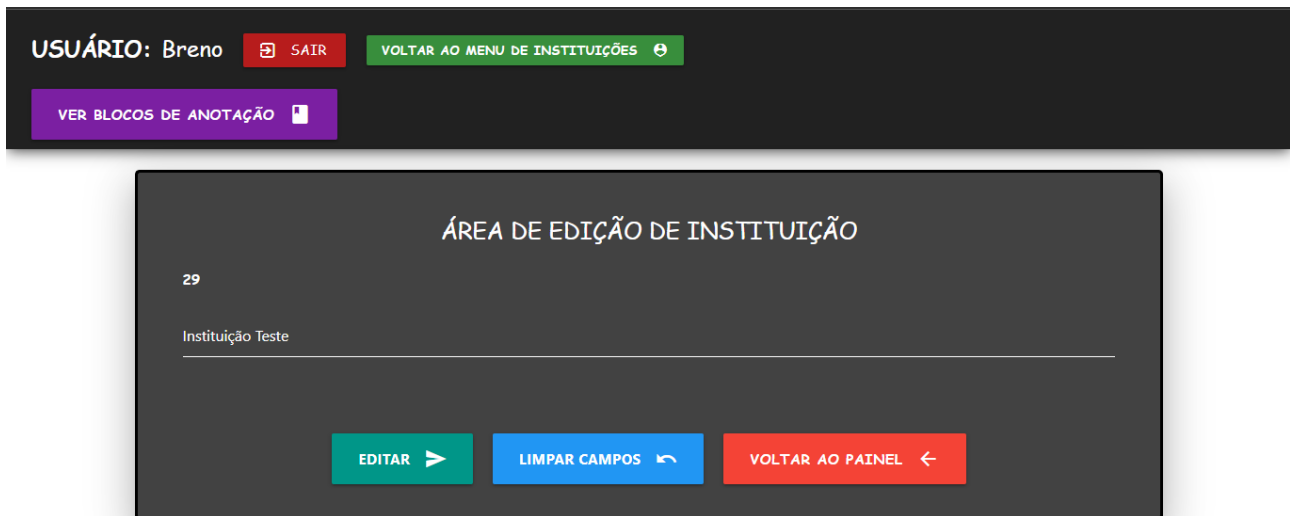 USUÁRIO: Breno SAIR VOLTAR AO MENU DE INSTITUIÇÕES
VER BLOCOS DE ANOTAÇÃO
ÁREA DE EDIÇÃO DE INSTITUIÇÃO
29
Instituição Teste
EDITAR LIMPAR CAMPOS VOLTAR AO PAINEL